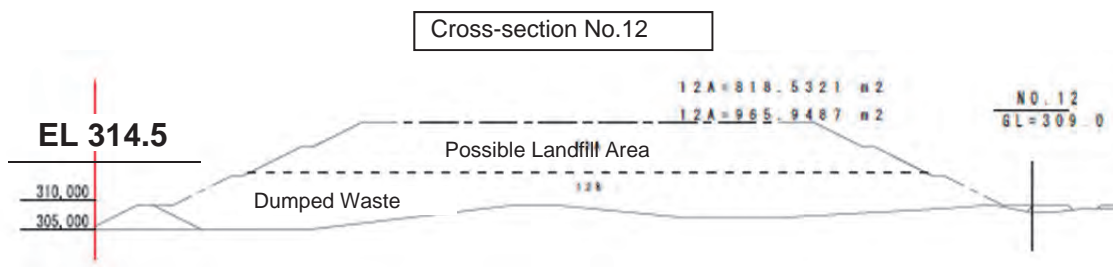 Cross-section No.12
12A=818.5321 m2
12A=965.9487 m2
NO.12
GL=309.0
EL 314.5
Possible Landfill Area
310,000
Dumped Waste
12B
305,000